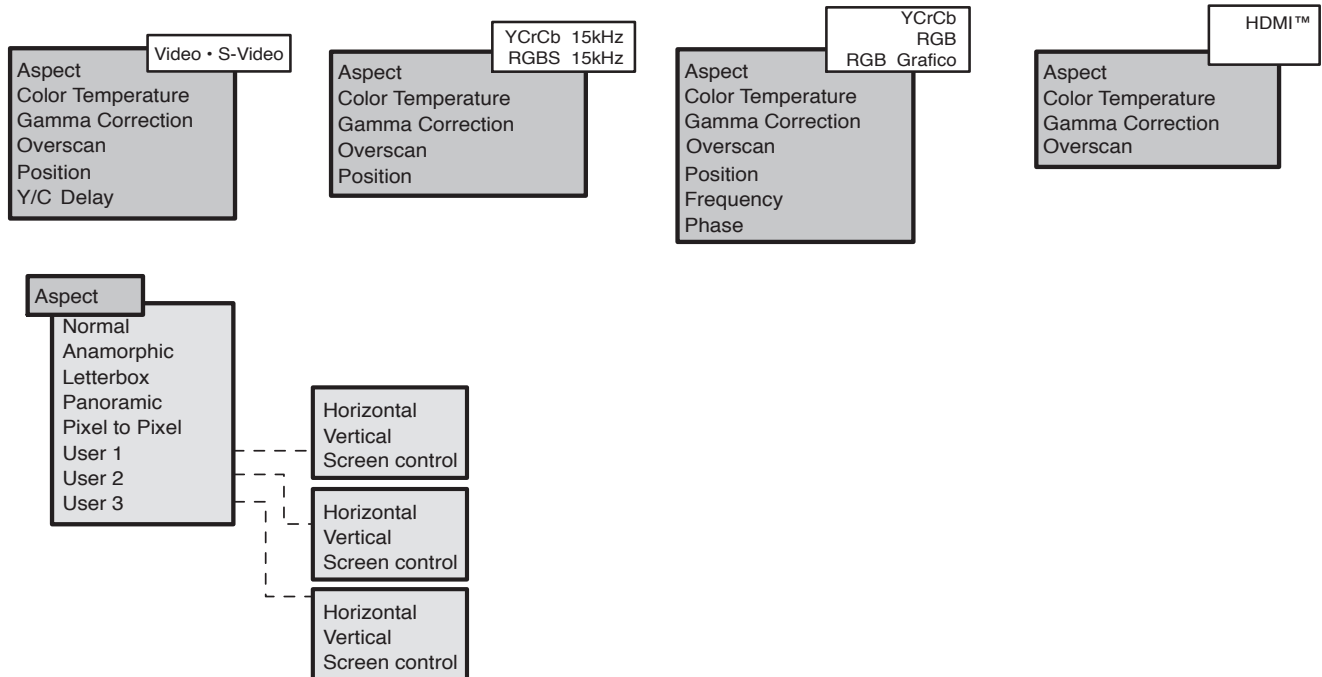 Video • S-Video
Aspect
Color Temperature
Gamma Correction
Overscan
Position
Y/C Delay
YCrCb 15kHz
RGBS 15kHz
Aspect
Color Temperature
Gamma Correction
Overscan
Position
YCrCb
RGB
RGB Grafico
Aspect
Color Temperature
Gamma Correction
Overscan
Position
Frequency
Phase
HDMI™
Aspect
Color Temperature
Gamma Correction
Overscan
Aspect
Normal
Anamorphic
Letterbox
Panoramic
Pixel to Pixel
User 1
User 2
User 3
Horizontal
Vertical
Screen control
Horizontal
Vertical
Screen control
Horizontal
Vertical
Screen control